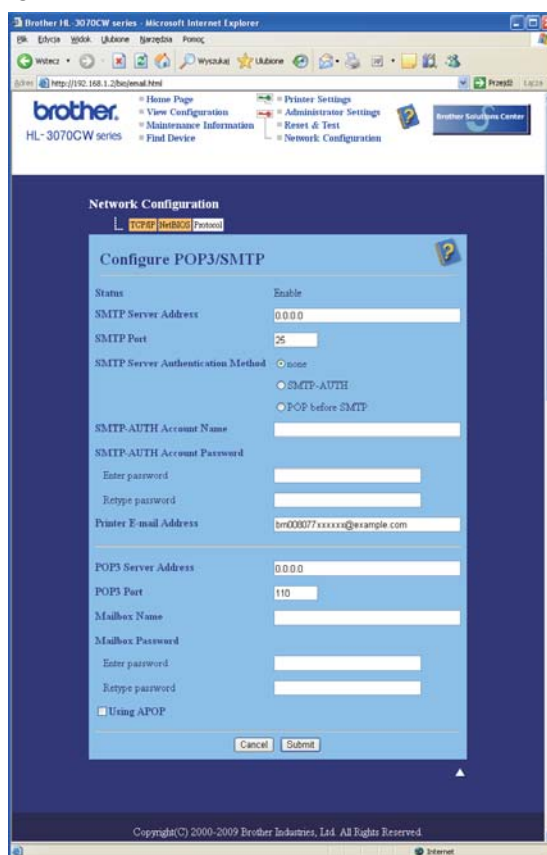 Brother HL-3070CW series - Microsoft Internet Explorer
Plik Edycja Widok Ulubione Narzędzia Pomoc
Wstecz Wyszukaj Ulubione
Adres http://192.168.1.2/bio/email.html Przejdź Łącza
brother.
HL-3070CW series
Home Page
View Configuration
Maintenance Information
Find Device
Printer Settings
Administrator Settings
Reset & Test
Network Configuration
Brother Solutions Center
Network Configuration
TCP/IP NetBIOS Protocol
Configure POP3/SMTP
Status Enable
SMTP Server Address 0.0.0.0
SMTP Port 25
SMTP Server Authentication Method none
SMTP-AUTH
POP before SMTP
SMTP-AUTH Account Name
SMTP-AUTH Account Password
Enter password
Retype password
Printer E-mail Address brn008077xxxxxx@example.com
POP3 Server Address 0.0.0.0
POP3 Port 110
Mailbox Name
Mailbox Password
Enter password
Retype password
Using APOP
Cancel Submit
Copyright(C) 2000-2009 Brother Industries, Ltd. All Rights Reserved.
Internet